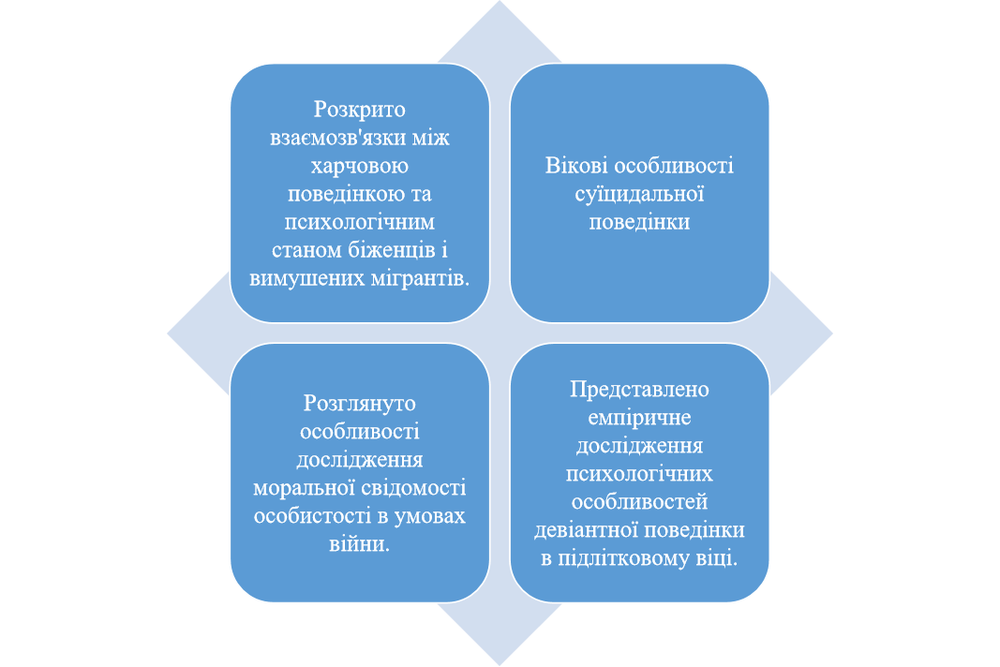 Розкрито
взаємозв'язки між
харчовою
поведінкою та
психологічним
станом біженців і
вимушених мігрантів.
Вікові особливості
суїцидальної
поведінки
Розглянуто
особливості
дослідження
моральної свідомості
особистості в умовах
війни.
Представлено
емпіричне
дослідження
психологічних
особливостей
девіантної поведінки
в підлітковому віці.